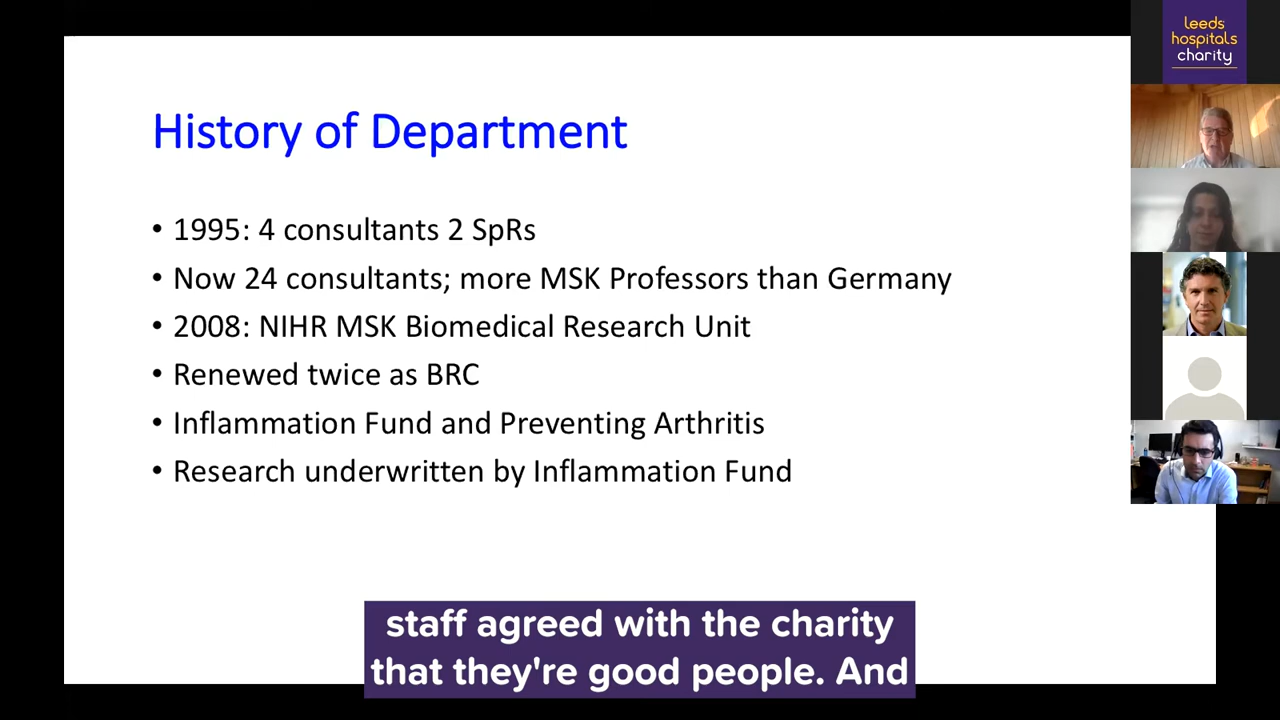 leeds
hospitals
charity
History of Department
• 1995: 4 consultants 2 SpRs
• Now 24 consultants; more MSK Professors than Germany
• 2008: NIHR MSK Biomedical Research Unit
• Renewed twice as BRC
• Inflammation Fund and Preventing Arthritis
• Research underwritten by Inflammation Fund
staff agreed with the charity
that they're good people. And